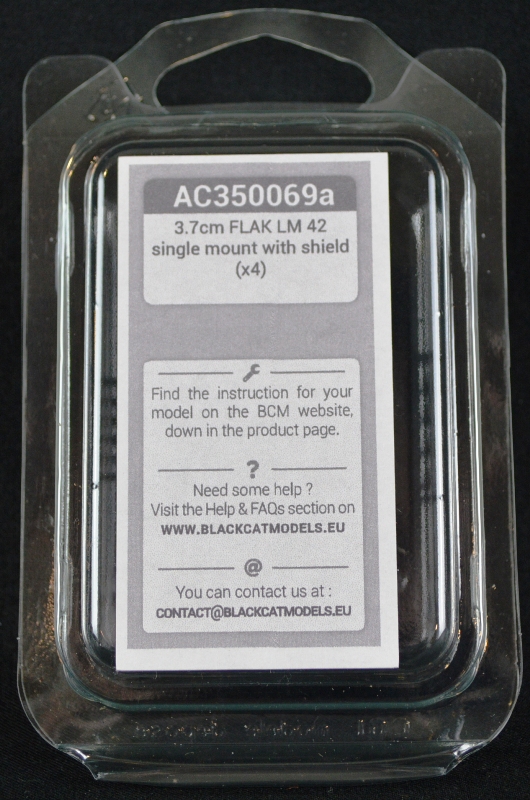 AC350069a
3.7cm FLAK LM 42
single mount with shield
(x4)
Find the instruction for your
model on the BCM website,
down in the product page.
?
Need some help ?
Visit the Help & FAQs section on
WWW.BLACKCATMODELS.EU
@
You can contact us at :
CONTACT@BLACKCATMODELS.EU